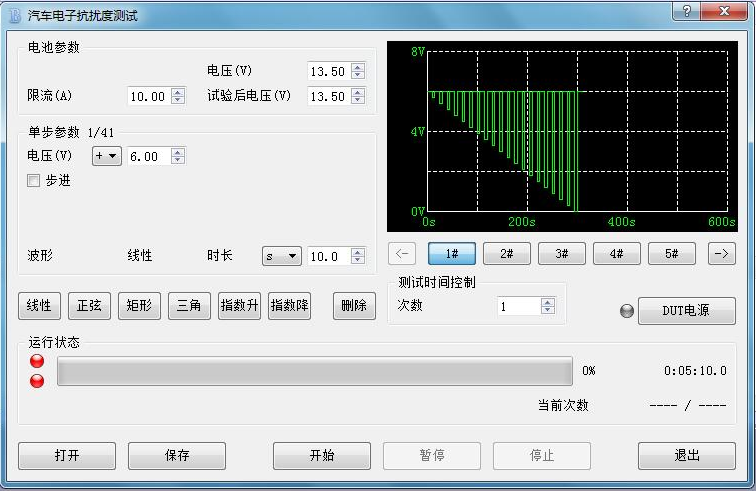 汽车电子抗扰度测试
电池参数
电压(V) 13.50
限流(A) 10.00 试验后电压(V) 13.50
单步参数 1/41
电压(V) + 6.00
步进
波形 线性 时长 s 10.0
线性 正弦 矩形 三角 指数升 指数降 删除
8V
4V
0V
0s 200s 400s 600s
<- 1# 2# 3# 4# 5# ->
测试时间控制
次数 1
DUT电源
运行状态
0% 0:05:10.0
当前次数 ---- / ----
打开 保存 开始 暂停 停止 退出